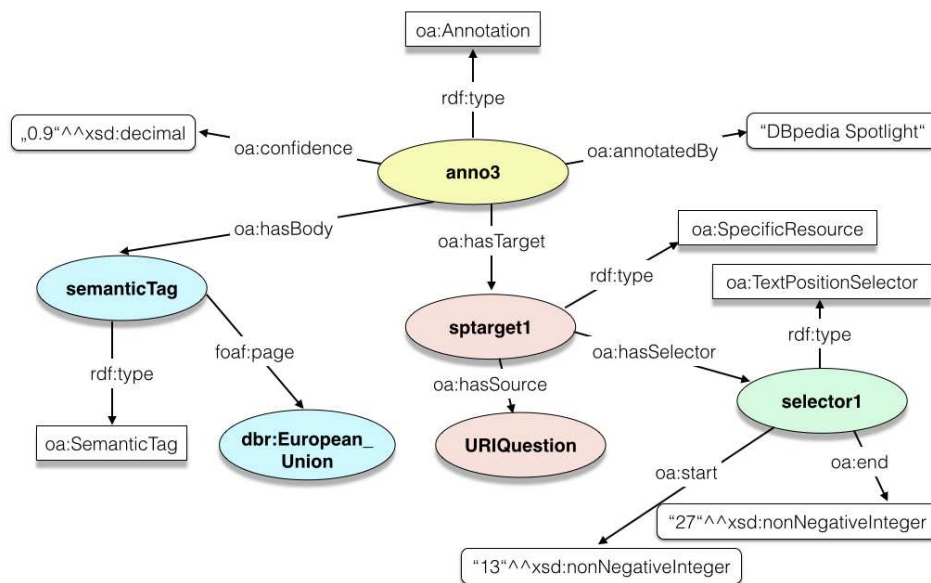 oa:Annotation
rdf:type
„0.9“^^xsd:decimal
oa:confidence
oa:annotatedBy
“DBpedia Spotlight“
anno3
oa:hasBody
oa:hasTarget
oa:SpecificResource
rdf:type
oa:TextPositionSelector
semanticTag
sptarget1
rdf:type
foaf:page
oa:hasSelector
rdf:type
oa:hasSource
selector1
oa:SemanticTag
dbr:European_
Union
URIQuestion
oa:start
oa:end
“27“^^xsd:nonNegativeInteger
“13“^^xsd:nonNegativeInteger